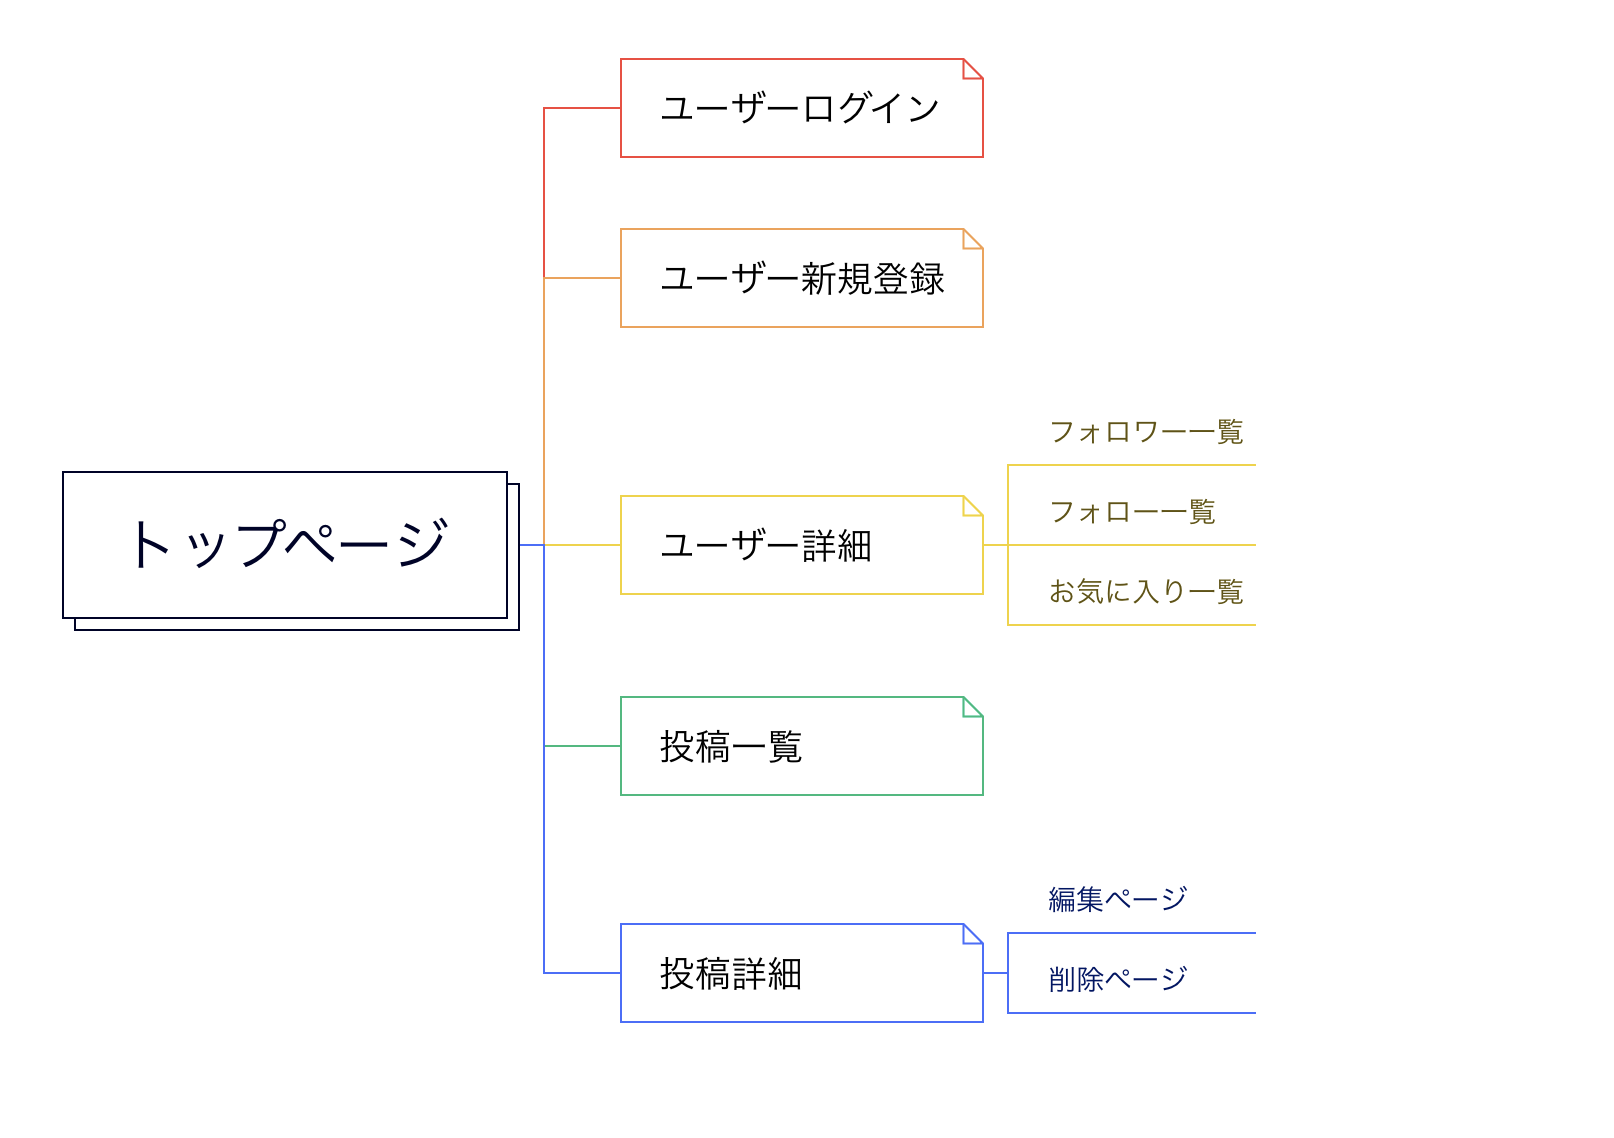 トップページ
ユーザーログイン
ユーザー新規登録
ユーザー詳細
フォロワー一覧
フォロー一覧
お気に入り一覧
投稿一覧
投稿詳細
編集ページ
削除ページ